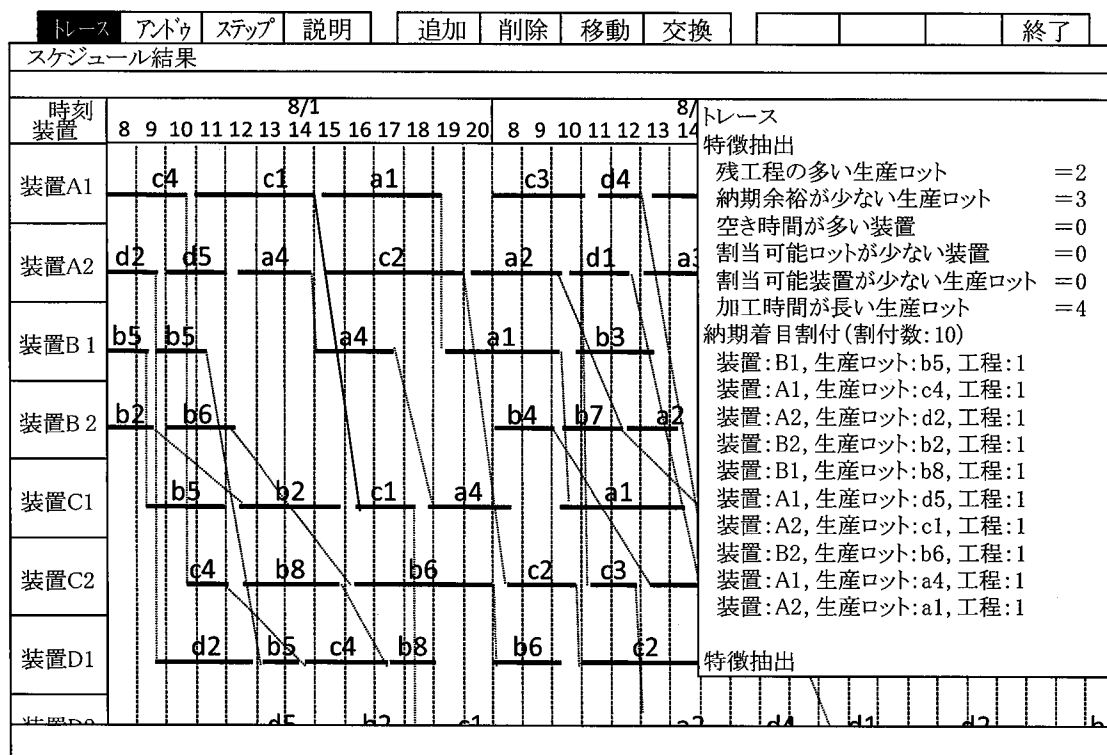 トレース アンドゥ ステップ 説明 追加 削除 移動 交換 終了
スケジュール結果
時刻 8/1 8/
装置 8 9 10 11 12 13 14 15 16 17 18 19 20 8 9 10 11 12 13 14
装置A1 c4 c1 a1 c3 d4
装置A2 d2 d5 a4 c2 a2 d1 a3
装置B1 b5 b5 a4 a1 b3
装置B2 b2 b6 b4 b7 a2
装置C1 b5 b2 c1 a4 a1
装置C2 c4 b8 b6 c2 c3
装置D1 d2 b5 c4 b8 b6 c2
装置D2 d5 b2 c1 a2 d4 d1 d2 b
トレース
特徴抽出
残工程の多い生産ロット =2
納期余裕が少ない生産ロット =3
空き時間が多い装置 =0
割当可能ロットが少ない装置 =0
割当可能装置が少ない生産ロット =0
加工時間が長い生産ロット =4
納期着目割付(割付数:10)
装置:B1,生産ロット:b5,工程:1
装置:A1,生産ロット:c4,工程:1
装置:A2,生産ロット:d2,工程:1
装置:B2,生産ロット:b2,工程:1
装置:B1,生産ロット:b8,工程:1
装置:A1,生産ロット:d5,工程:1
装置:A2,生産ロット:c1,工程:1
装置:B2,生産ロット:b6,工程:1
装置:A1,生産ロット:a4,工程:1
装置:A2,生産ロット:a1,工程:1
特徴抽出